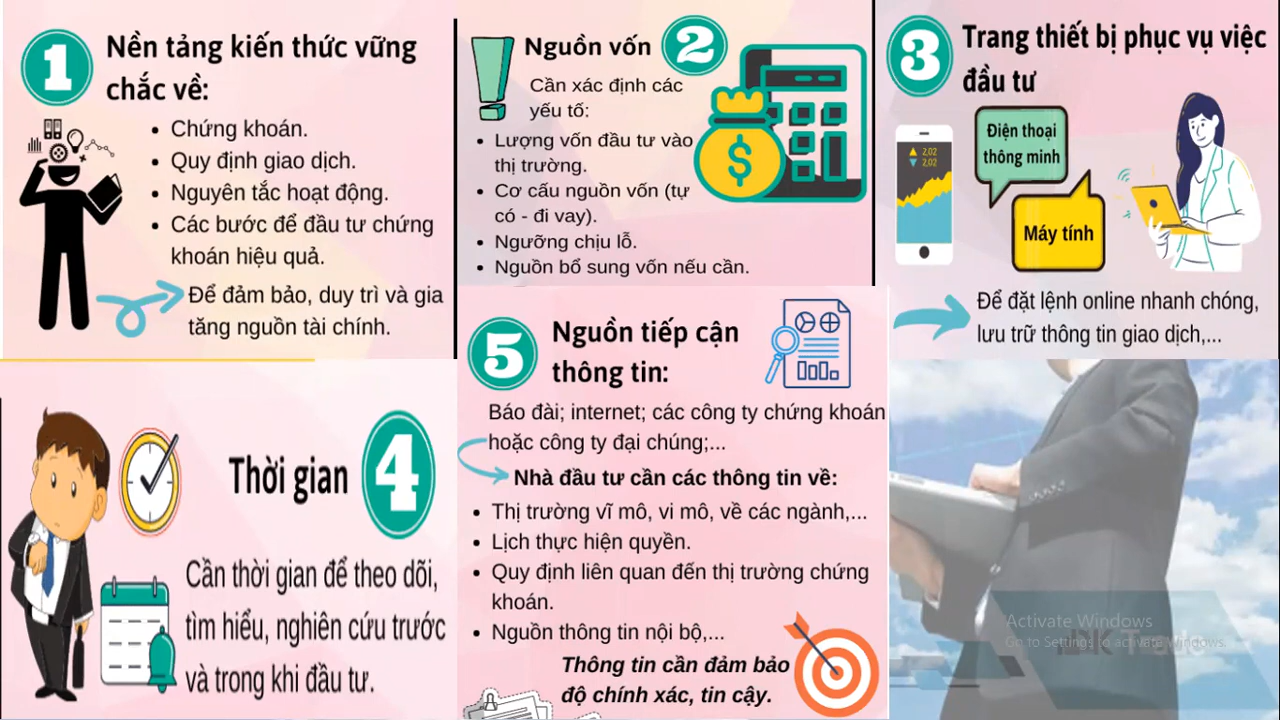 1
Nền tảng kiến thức vững
chắc về:
• Chứng khoán.
• Quy định giao dịch.
• Nguyên tắc hoạt động.
• Các bước để đầu tư chứng
khoán hiệu quả.
Để đảm bảo, duy trì và gia
tăng nguồn tài chính.
Nguồn vốn 2
Cần xác định các
yếu tố:
• Lượng vốn đầu tư vào
thị trường.
• Cơ cấu nguồn vốn (tự
có - đi vay).
• Ngưỡng chịu lỗ.
• Nguồn bổ sung vốn nếu cần.
$
3
Trang thiết bị phục vụ việc
đầu tư
2,02
2,02
Điện thoại
thông minh
Máy tính
Để đặt lệnh online nhanh chóng,
lưu trữ thông tin giao dịch,...
Thời gian 4
Cần thời gian để theo dõi,
tìm hiểu, nghiên cứu trước
và trong khi đầu tư.
5
Nguồn tiếp cận
thông tin:
Báo đài; internet; các công ty chứng khoán
hoặc công ty đại chúng;...
Nhà đầu tư cần các thông tin về:
• Thị trường vĩ mô, vi mô, về các ngành,...
• Lịch thực hiện quyền.
• Quy định liên quan đến thị trường chứng
khoán.
• Nguồn thông tin nội bộ,...
Thông tin cần đảm bảo
độ chính xác, tin cậy.
Activate Windows
Go to Settings to activate Windows.